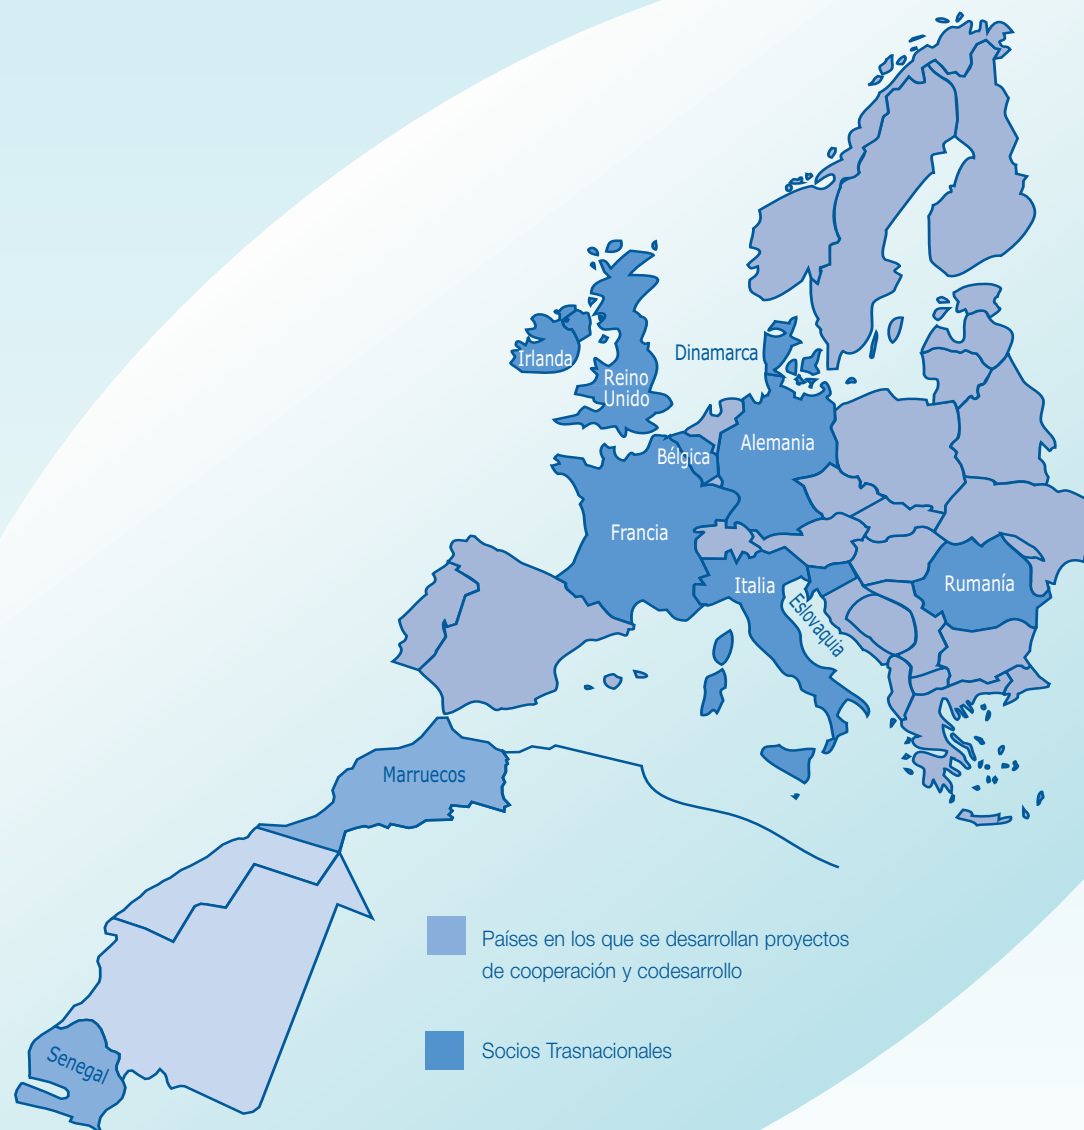 Dinamarca
Irlanda
Reino
Unido
Alemania
Bélgica
Francia
Italia
Eslovaquia
Rumanía
Marruecos
Países en los que se desarrollan proyectos
de cooperación y codesarrollo
Socios Trasnacionales
Senegal